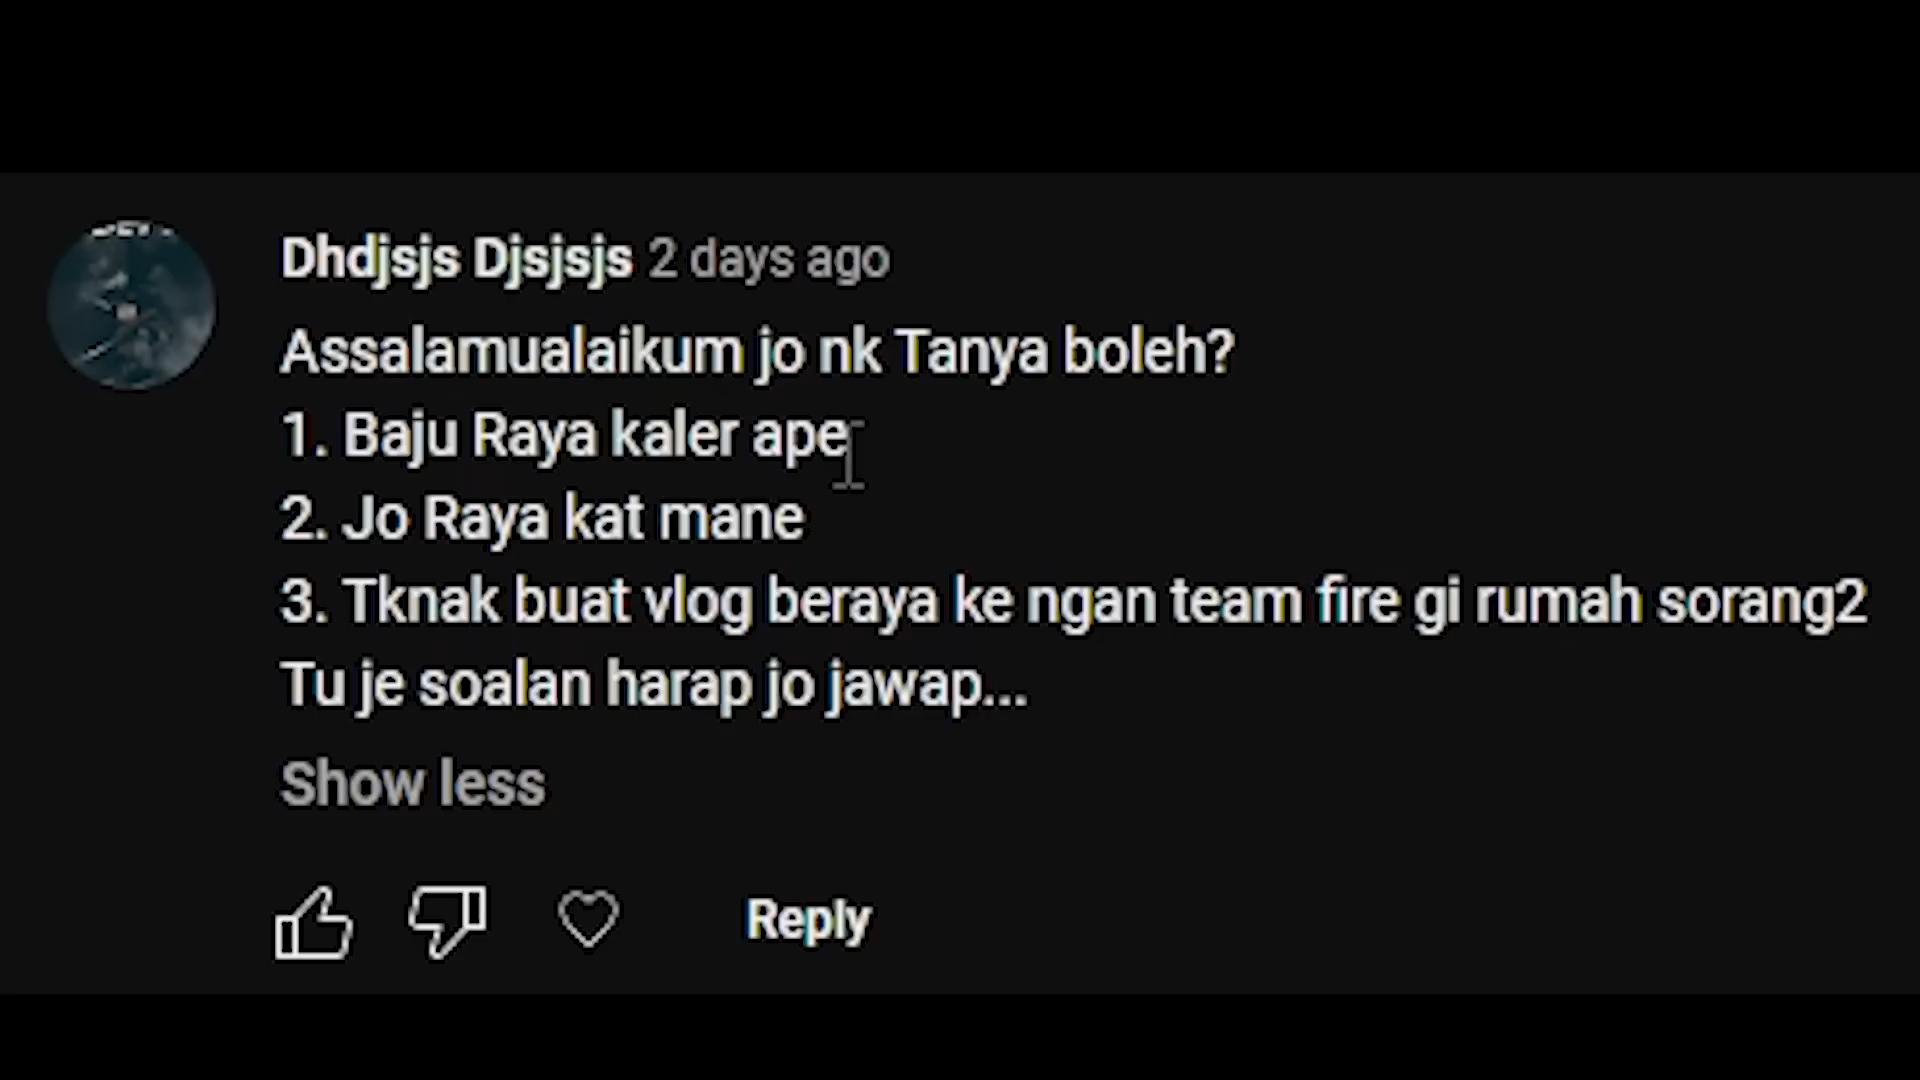 Dhdjsjs Djsjsjs 2 days ago
Assalamualaikum jo nk Tanya boleh?
1. Baju Raya kaler ape
2. Jo Raya kat mane
3. Tknak buat vlog beraya ke ngan team fire gi rumah sorang2
Tu je soalan harap jo jawap...
Show less
Reply